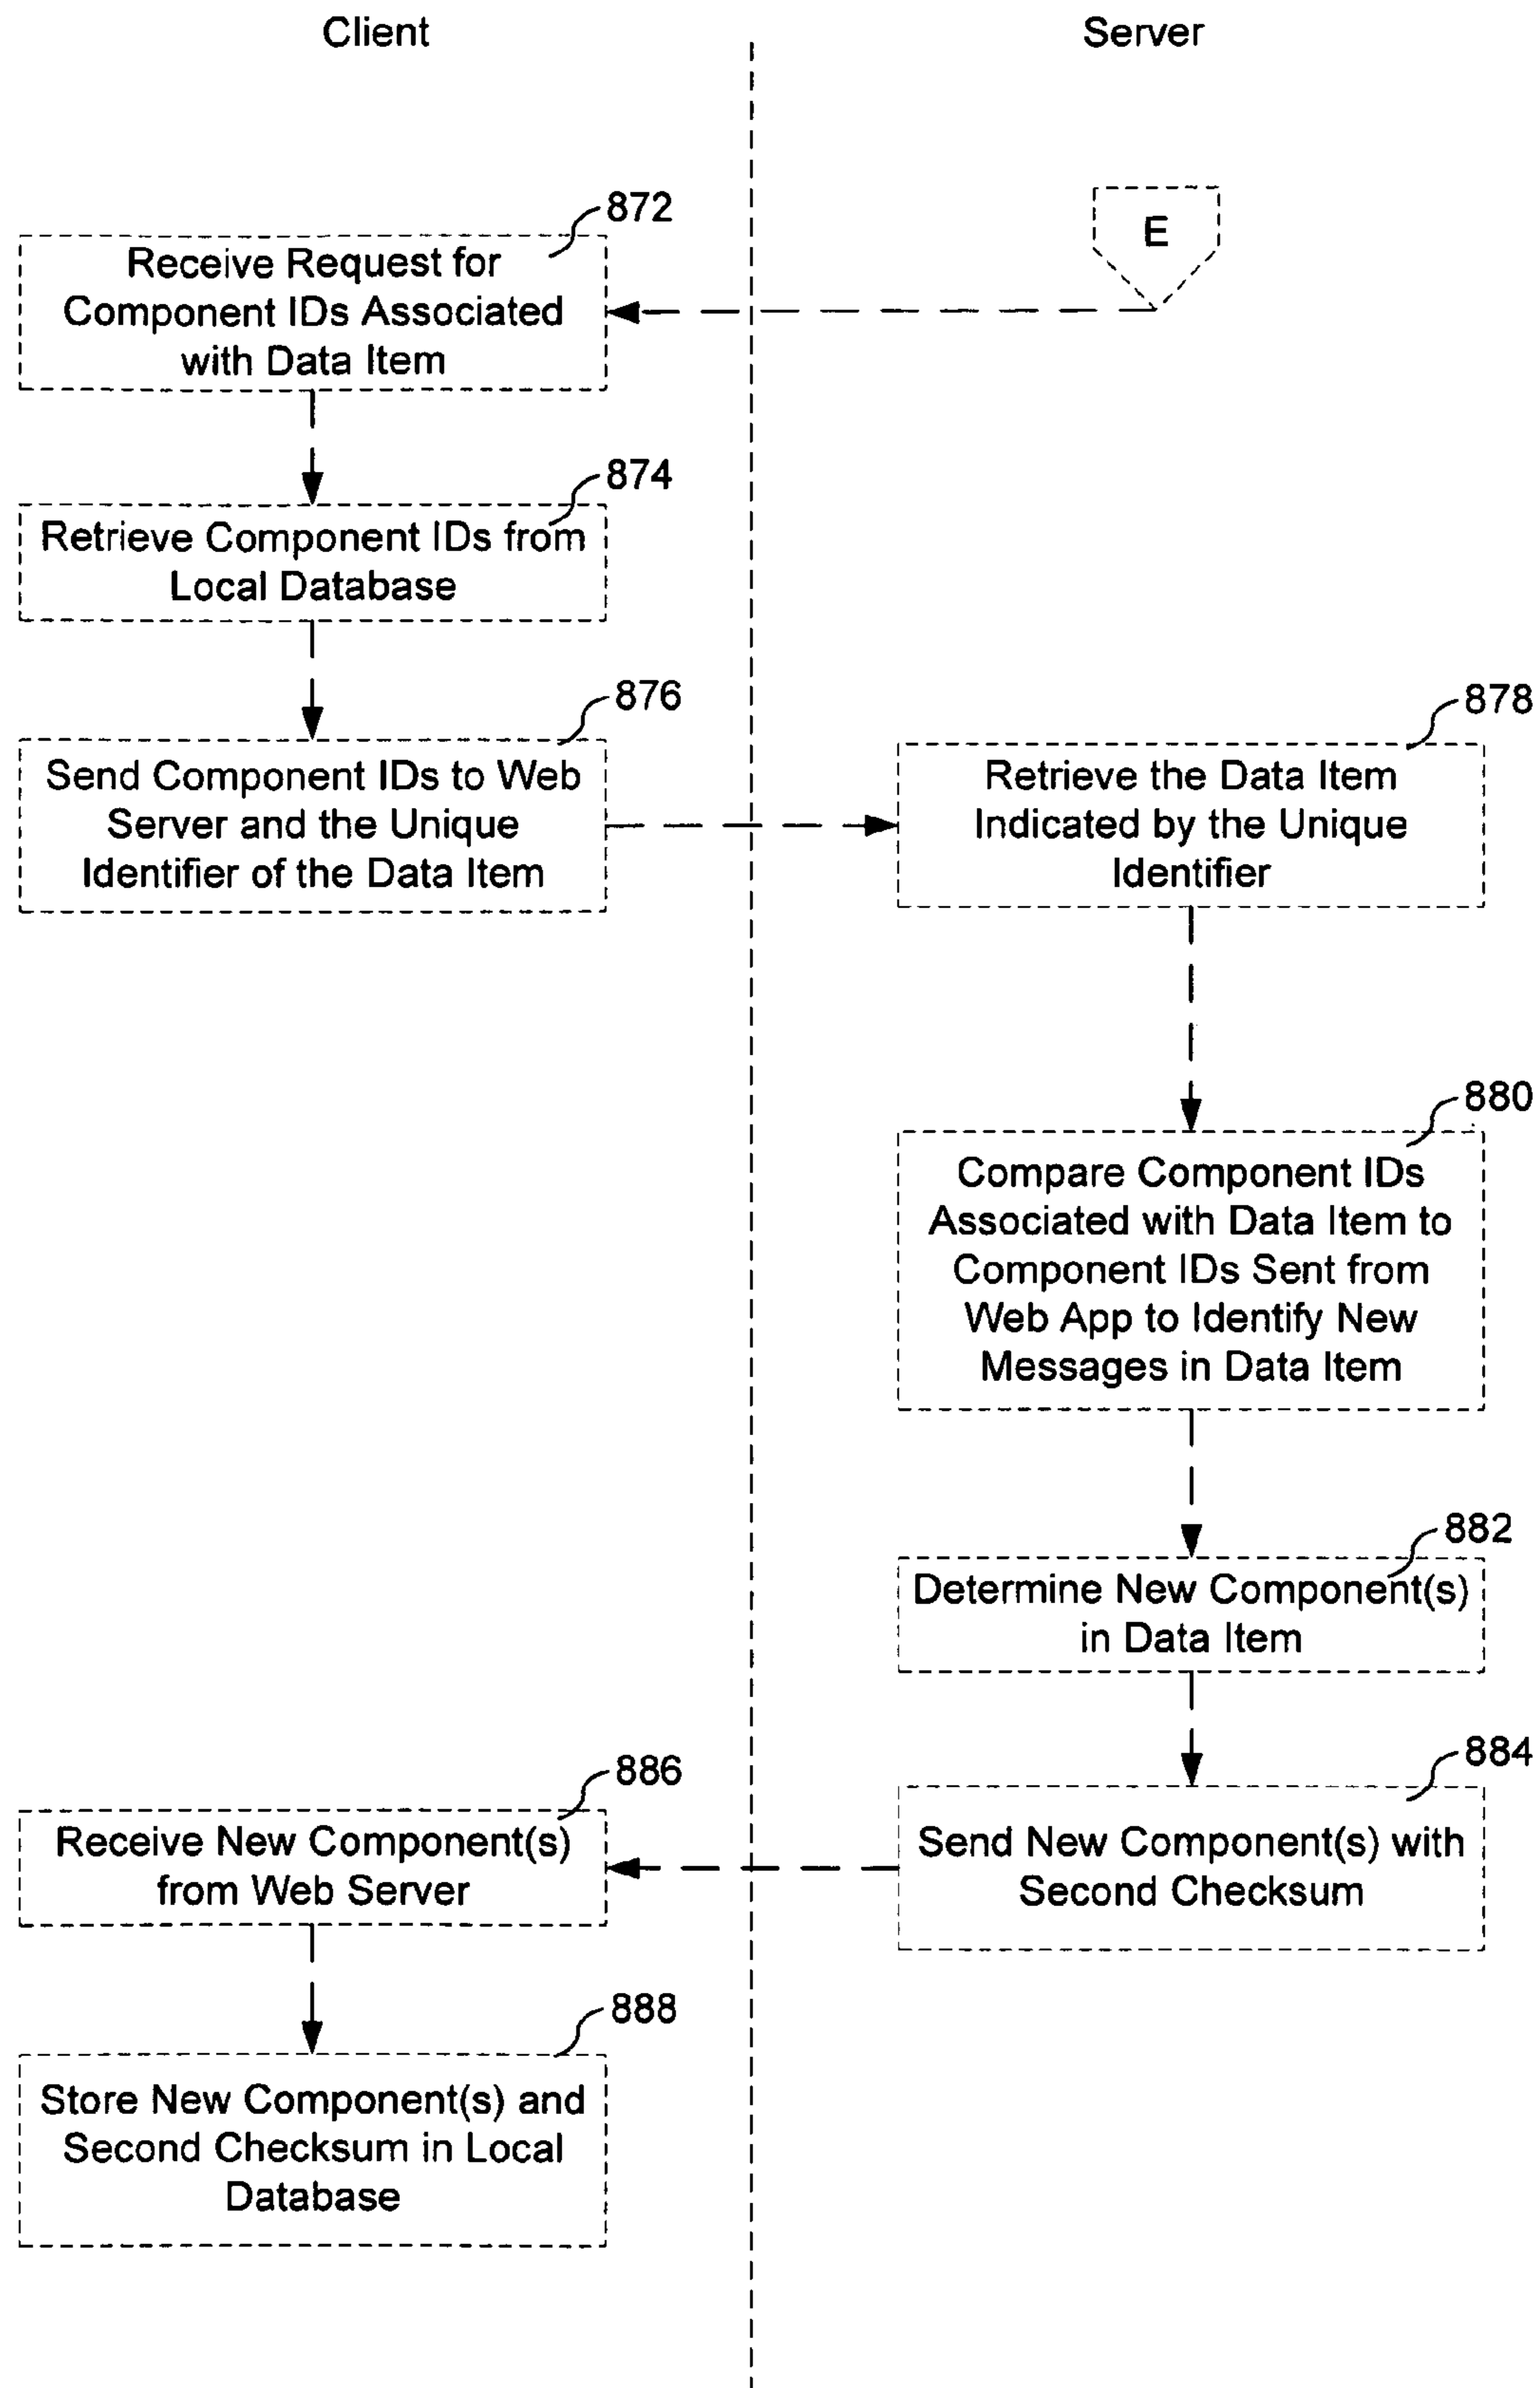 Client
Server
E
872
Receive Request for
Component IDs Associated
with Data Item
874
Retrieve Component IDs from
Local Database
876
Send Component IDs to Web
Server and the Unique
Identifier of the Data Item
878
Retrieve the Data Item
Indicated by the Unique
Identifier
880
Compare Component IDs
Associated with Data Item to
Component IDs Sent from
Web App to Identify New
Messages in Data Item
882
Determine New Component(s)
in Data Item
884
Send New Component(s) with
Second Checksum
886
Receive New Component(s)
from Web Server
888
Store New Component(s) and
Second Checksum in Local
Database